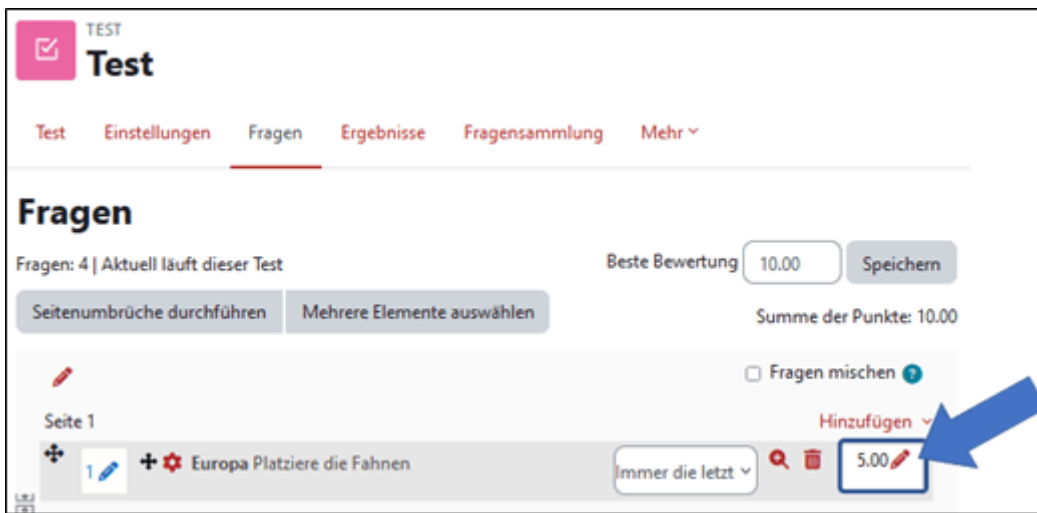 TEST
Test
Test Einstellungen Fragen Ergebnisse Fragensammlung Mehr
Fragen
Fragen: 4 | Aktuell läuft dieser Test
Beste Bewertung 10.00 Speichern
Seitenumbrüche durchführen Mehrere Elemente auswählen
Summe der Punkte: 10.00
Fragen mischen ?
Seite 1
Hinzufügen
1 Europa Platziere die Fahnen Immer die letzt 5.00